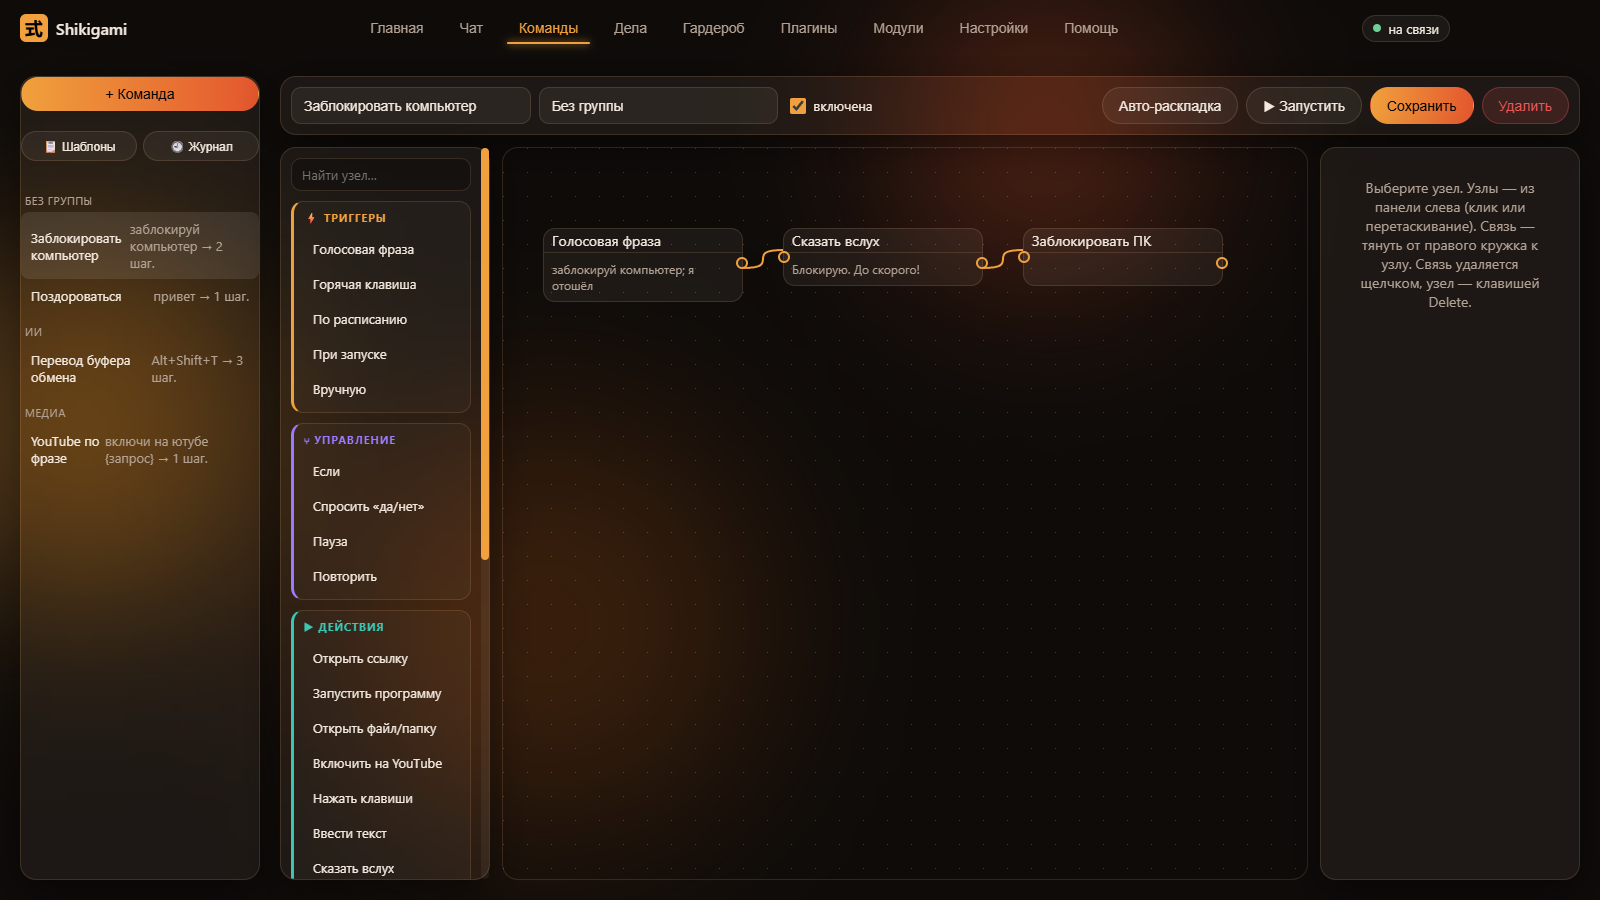 式 Shikigami
Главная Чат Команды Дела Гардероб Плагины Модули Настройки Помощь
на связи
+ Команда
Шаблоны Журнал
БЕЗ ГРУППЫ
Заблокировать компьютер
заблокируй компьютер → 2 шаг.
Поздороваться привет → 1 шаг.
ИИ
Перевод буфера обмена
Alt+Shift+T → 3 шаг.
МЕДИА
YouTube по фразе
включи на ютубе {запрос} → 1 шаг.
Заблокировать компьютер
Без группы
включена
Авто-раскладка
▶ Запустить
Сохранить
Удалить
Найти узел...
ТРИГГЕРЫ
Голосовая фраза
Горячая клавиша
По расписанию
При запуске
Вручную
УПРАВЛЕНИЕ
Если
Спросить «да/нет»
Пауза
Повторить
▶ ДЕЙСТВИЯ
Открыть ссылку
Запустить программу
Открыть файл/папку
Включить на YouTube
Нажать клавиши
Ввести текст
Сказать вслух
Голосовая фраза
заблокируй компьютер; я
отошёл
Сказать вслух
Блокирую. До скорого!
Заблокировать ПК
Выберите узел. Узлы — из
панели слева (клик или
перетаскивание). Связь —
тянуть от правого кружка к
узлу. Связь удаляется
щелчком, узел — клавишей
Delete.